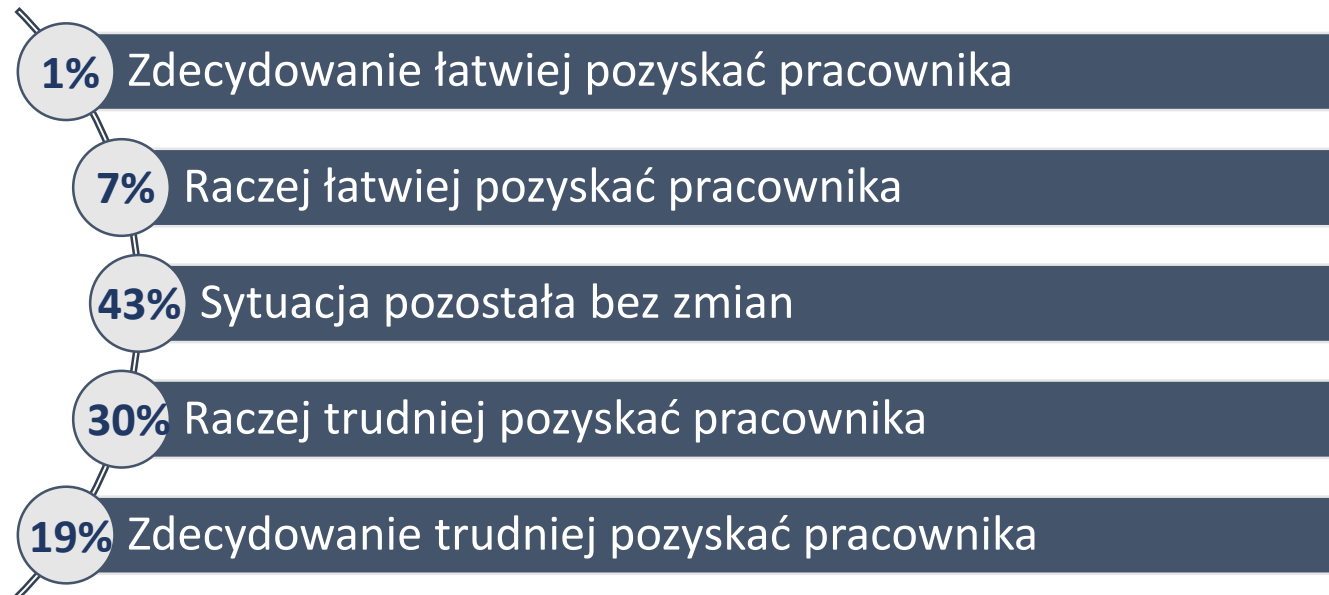 1% Zdecydowanie łatwiej pozyskać pracownika
7% Raczej łatwiej pozyskać pracownika
43% Sytuacja pozostała bez zmian
30% Raczej trudniej pozyskać pracownika
19% Zdecydowanie trudniej pozyskać pracownika